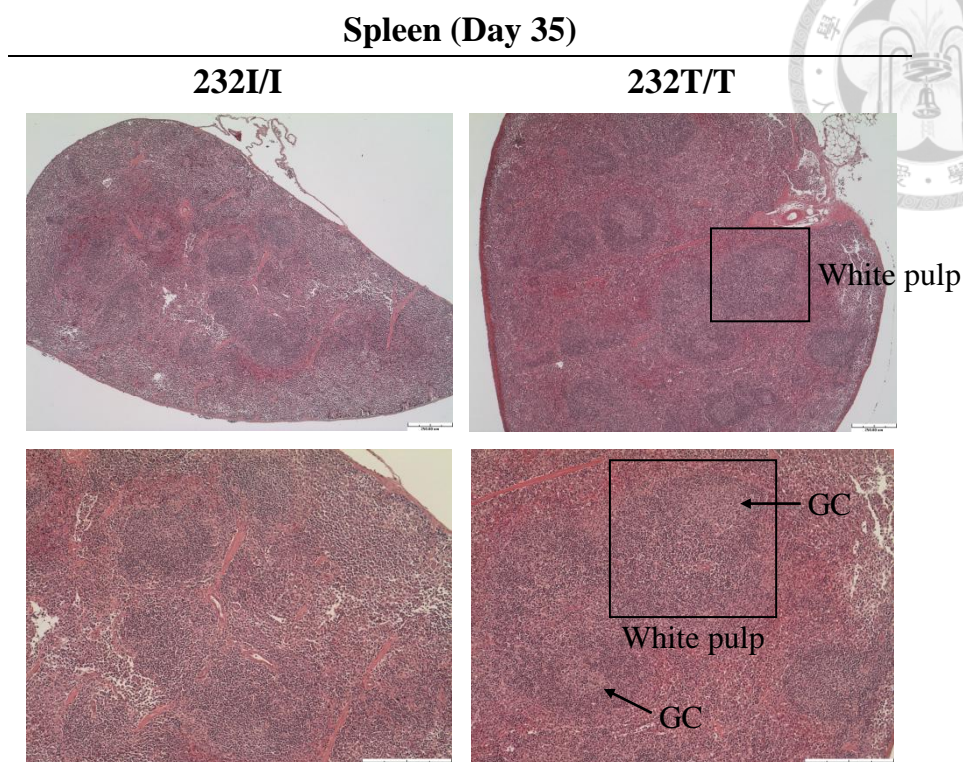 Spleen (Day 35)
232I/I
232T/T
White pulp
GC
White pulp
GC